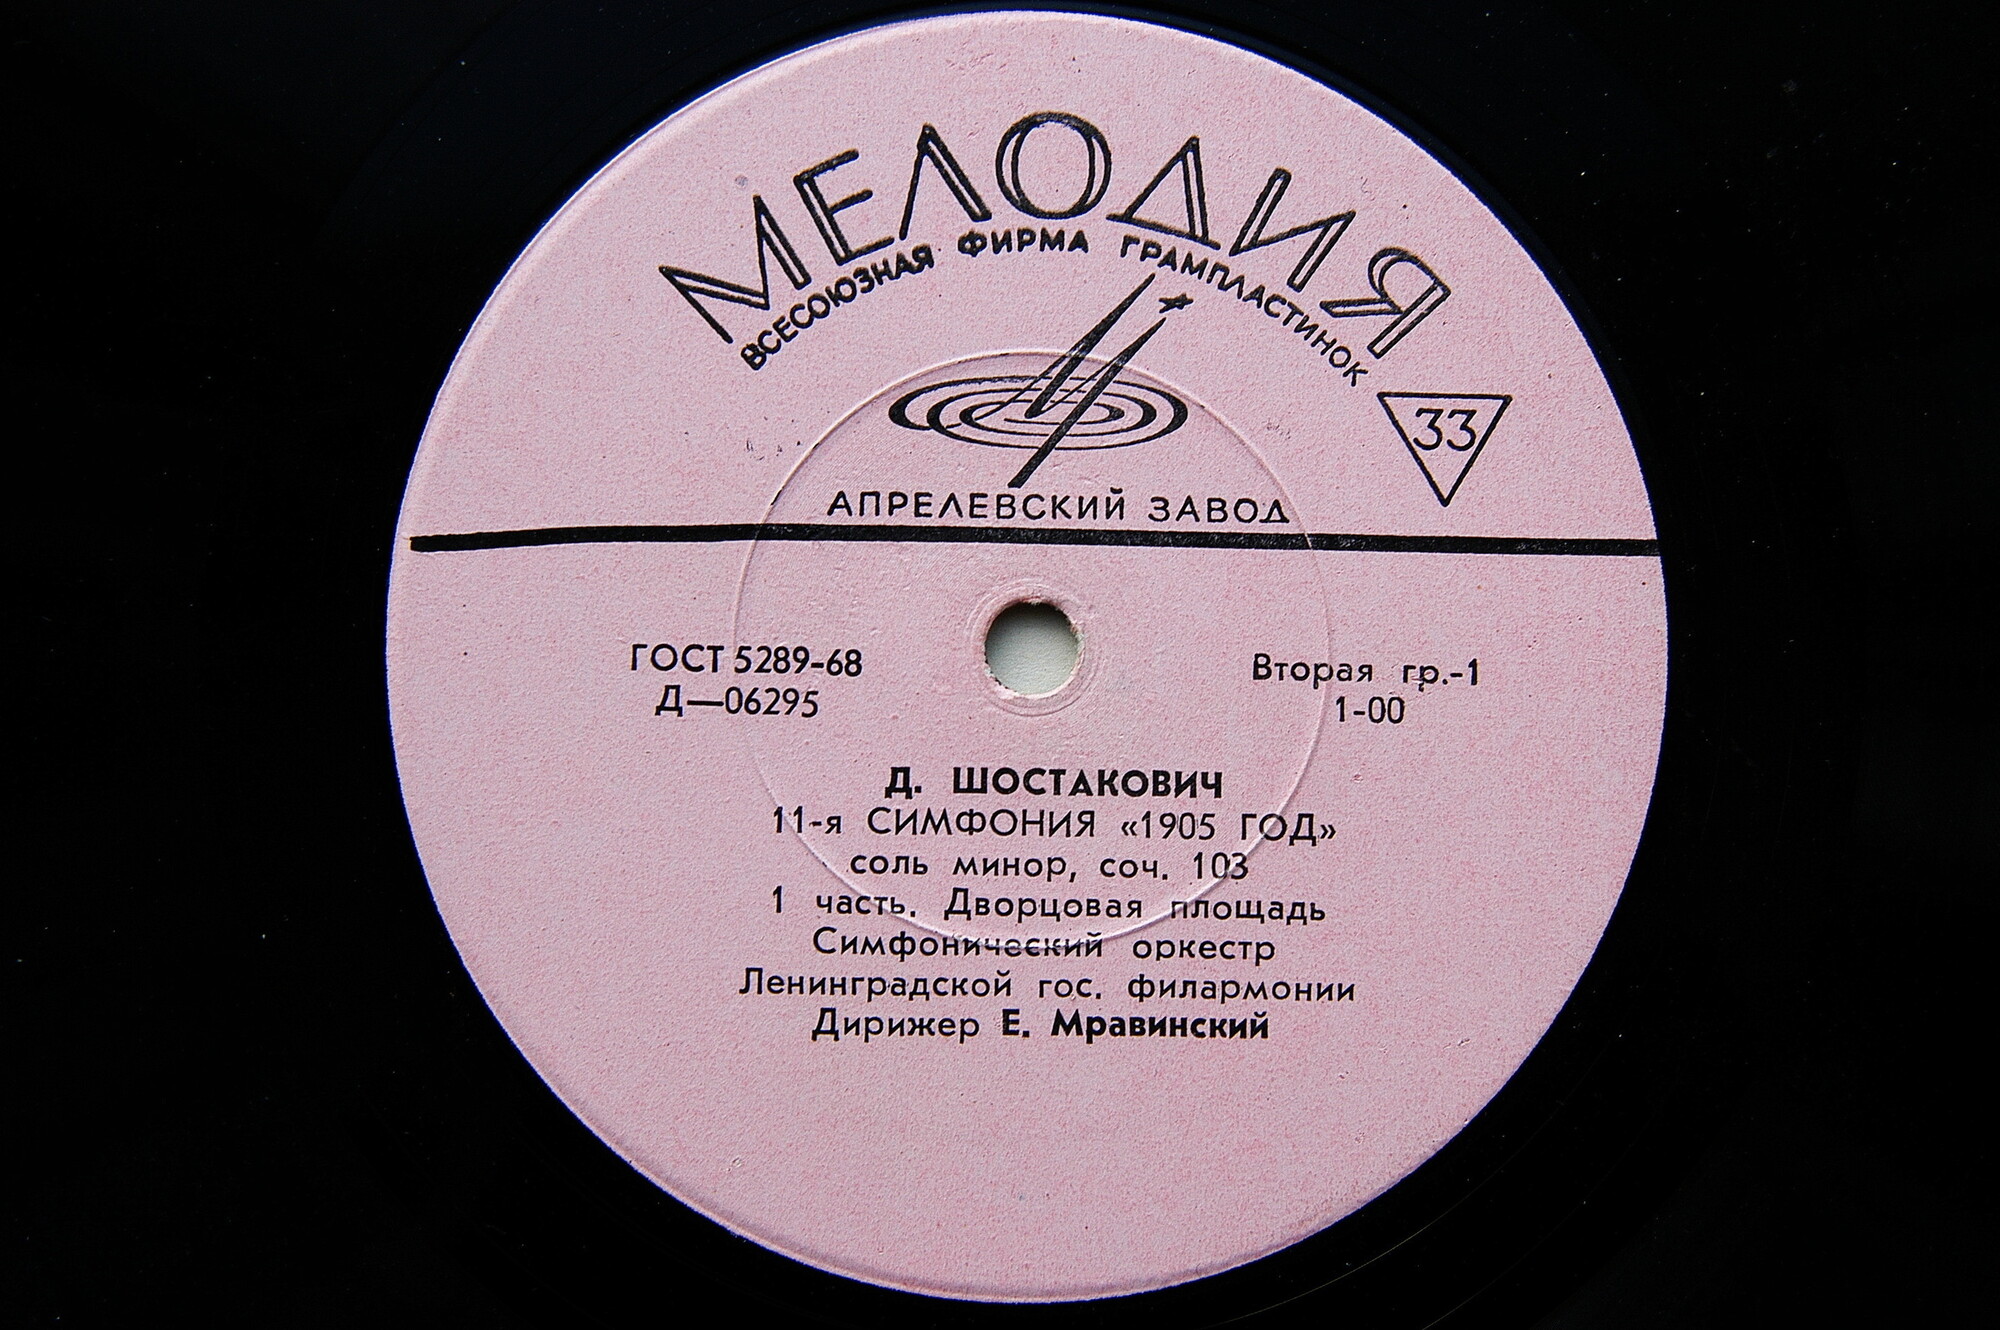 МЕЛОДИЯ
ВСЕСОЮЗНАЯ ФИРМА ГРАМПЛАСТИНОК
33
АПРЕЛЕВСКИЙ ЗАВОД
ГОСТ 5289-68
Д—06295
Вторая гр.-1
1-00
Д. ШОСТАКОВИЧ
11-я СИМФОНИЯ «1905 ГОД»
соль минор, соч. 103
1 часть. Дворцовая площадь
Симфонический оркестр
Ленинградской гос. филармонии
Дирижер Е. Мравинский